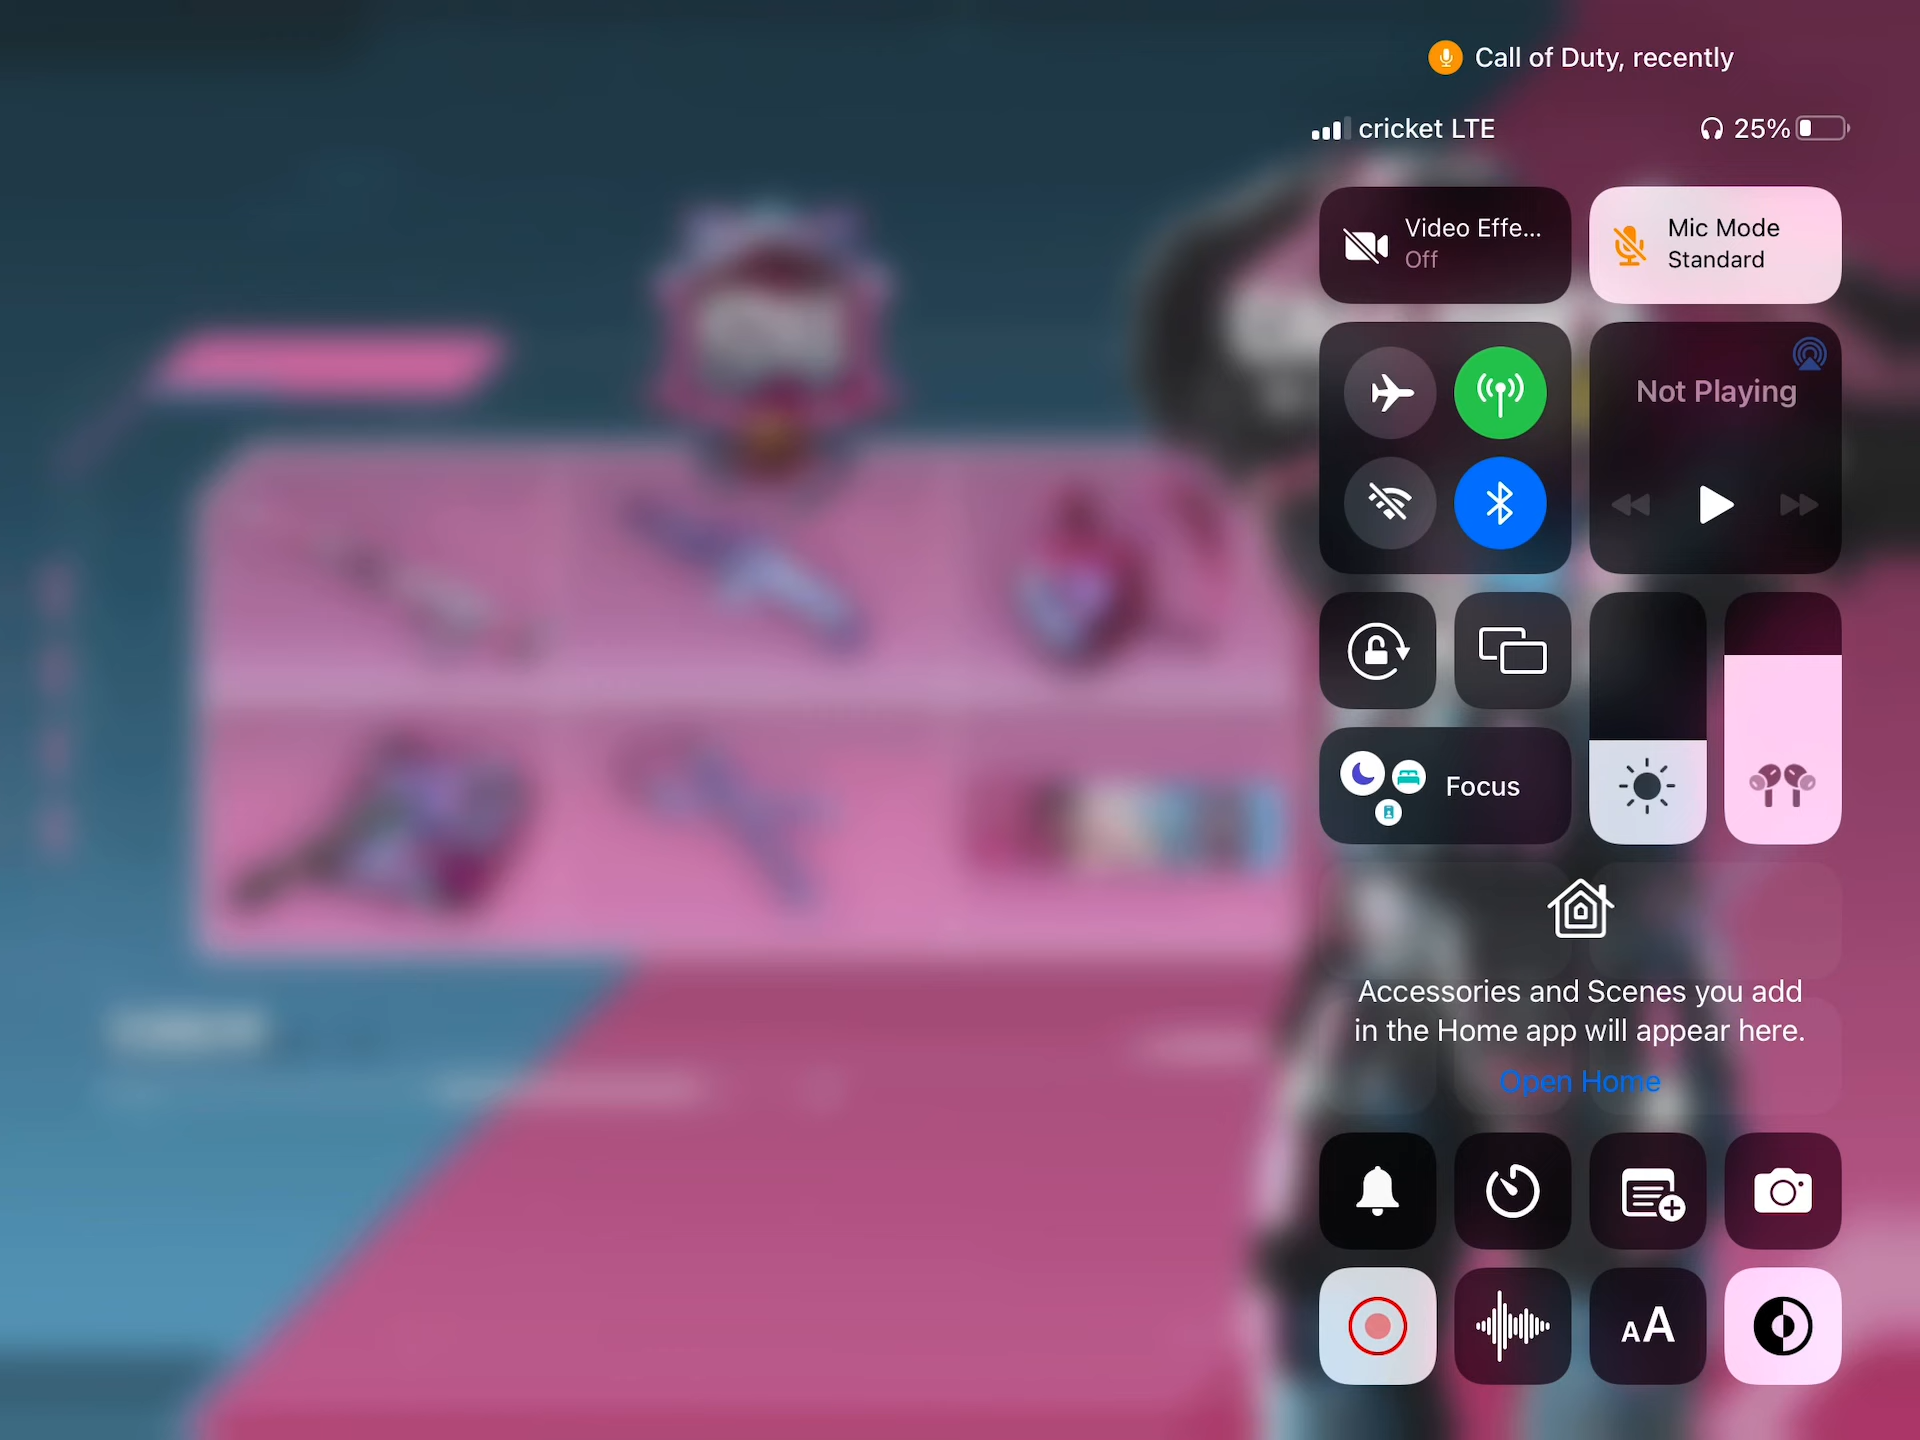 Call of Duty, recently
cricket LTE
25%
Video Effe...
Off
Mic Mode
Standard
Not Playing
Focus
Accessories and Scenes you add
in the Home app will appear here.
Open Home
AA